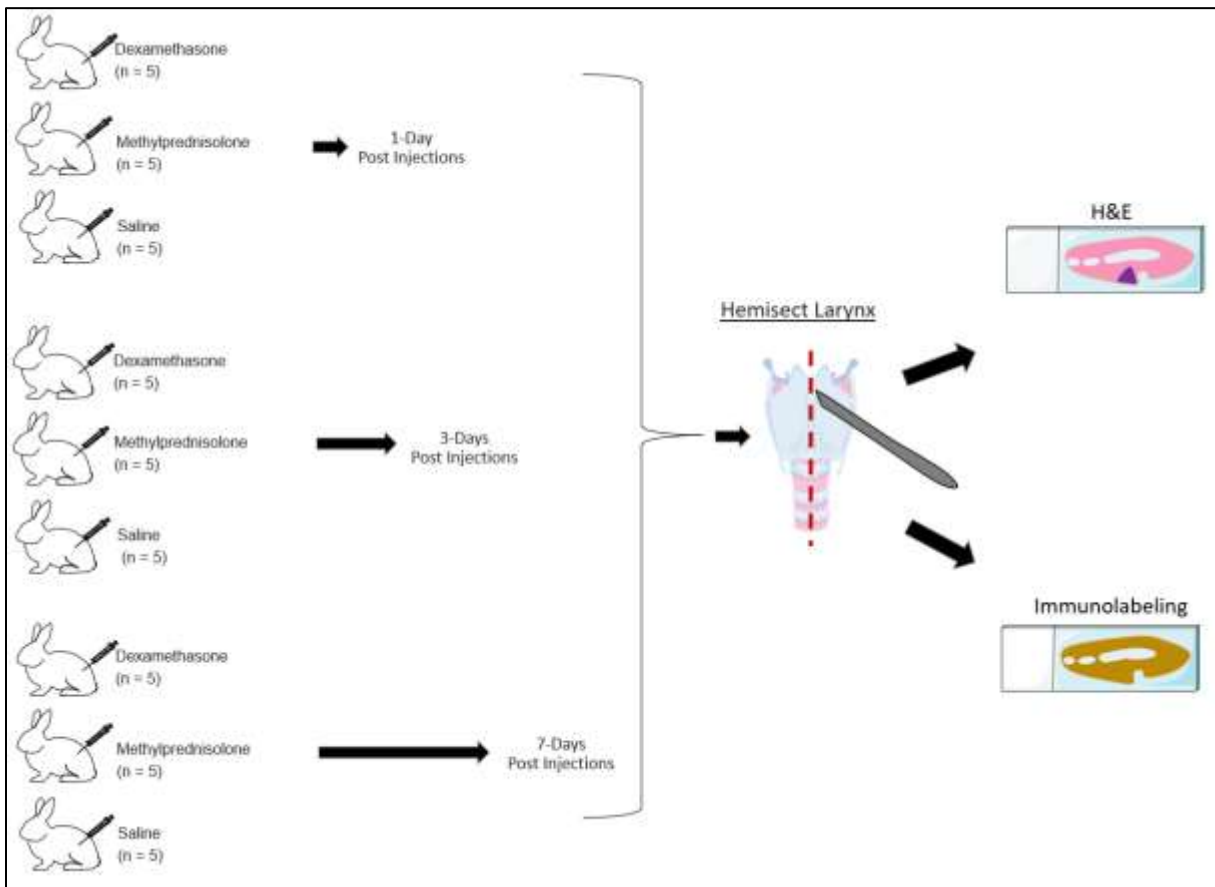 Dexamethasone
(n = 5)
Methylprednisolone
(n = 5)
Saline
(n = 5)
1-Day
Post Injections
Dexamethasone
(n = 5)
Methylprednisolone
(n = 5)
Saline
(n = 5)
3-Days
Post Injections
Dexamethasone
(n = 5)
Methylprednisolone
(n = 5)
Saline
(n = 5)
7-Days
Post Injections
Hemisect Larynx
H&E
Immunolabeling